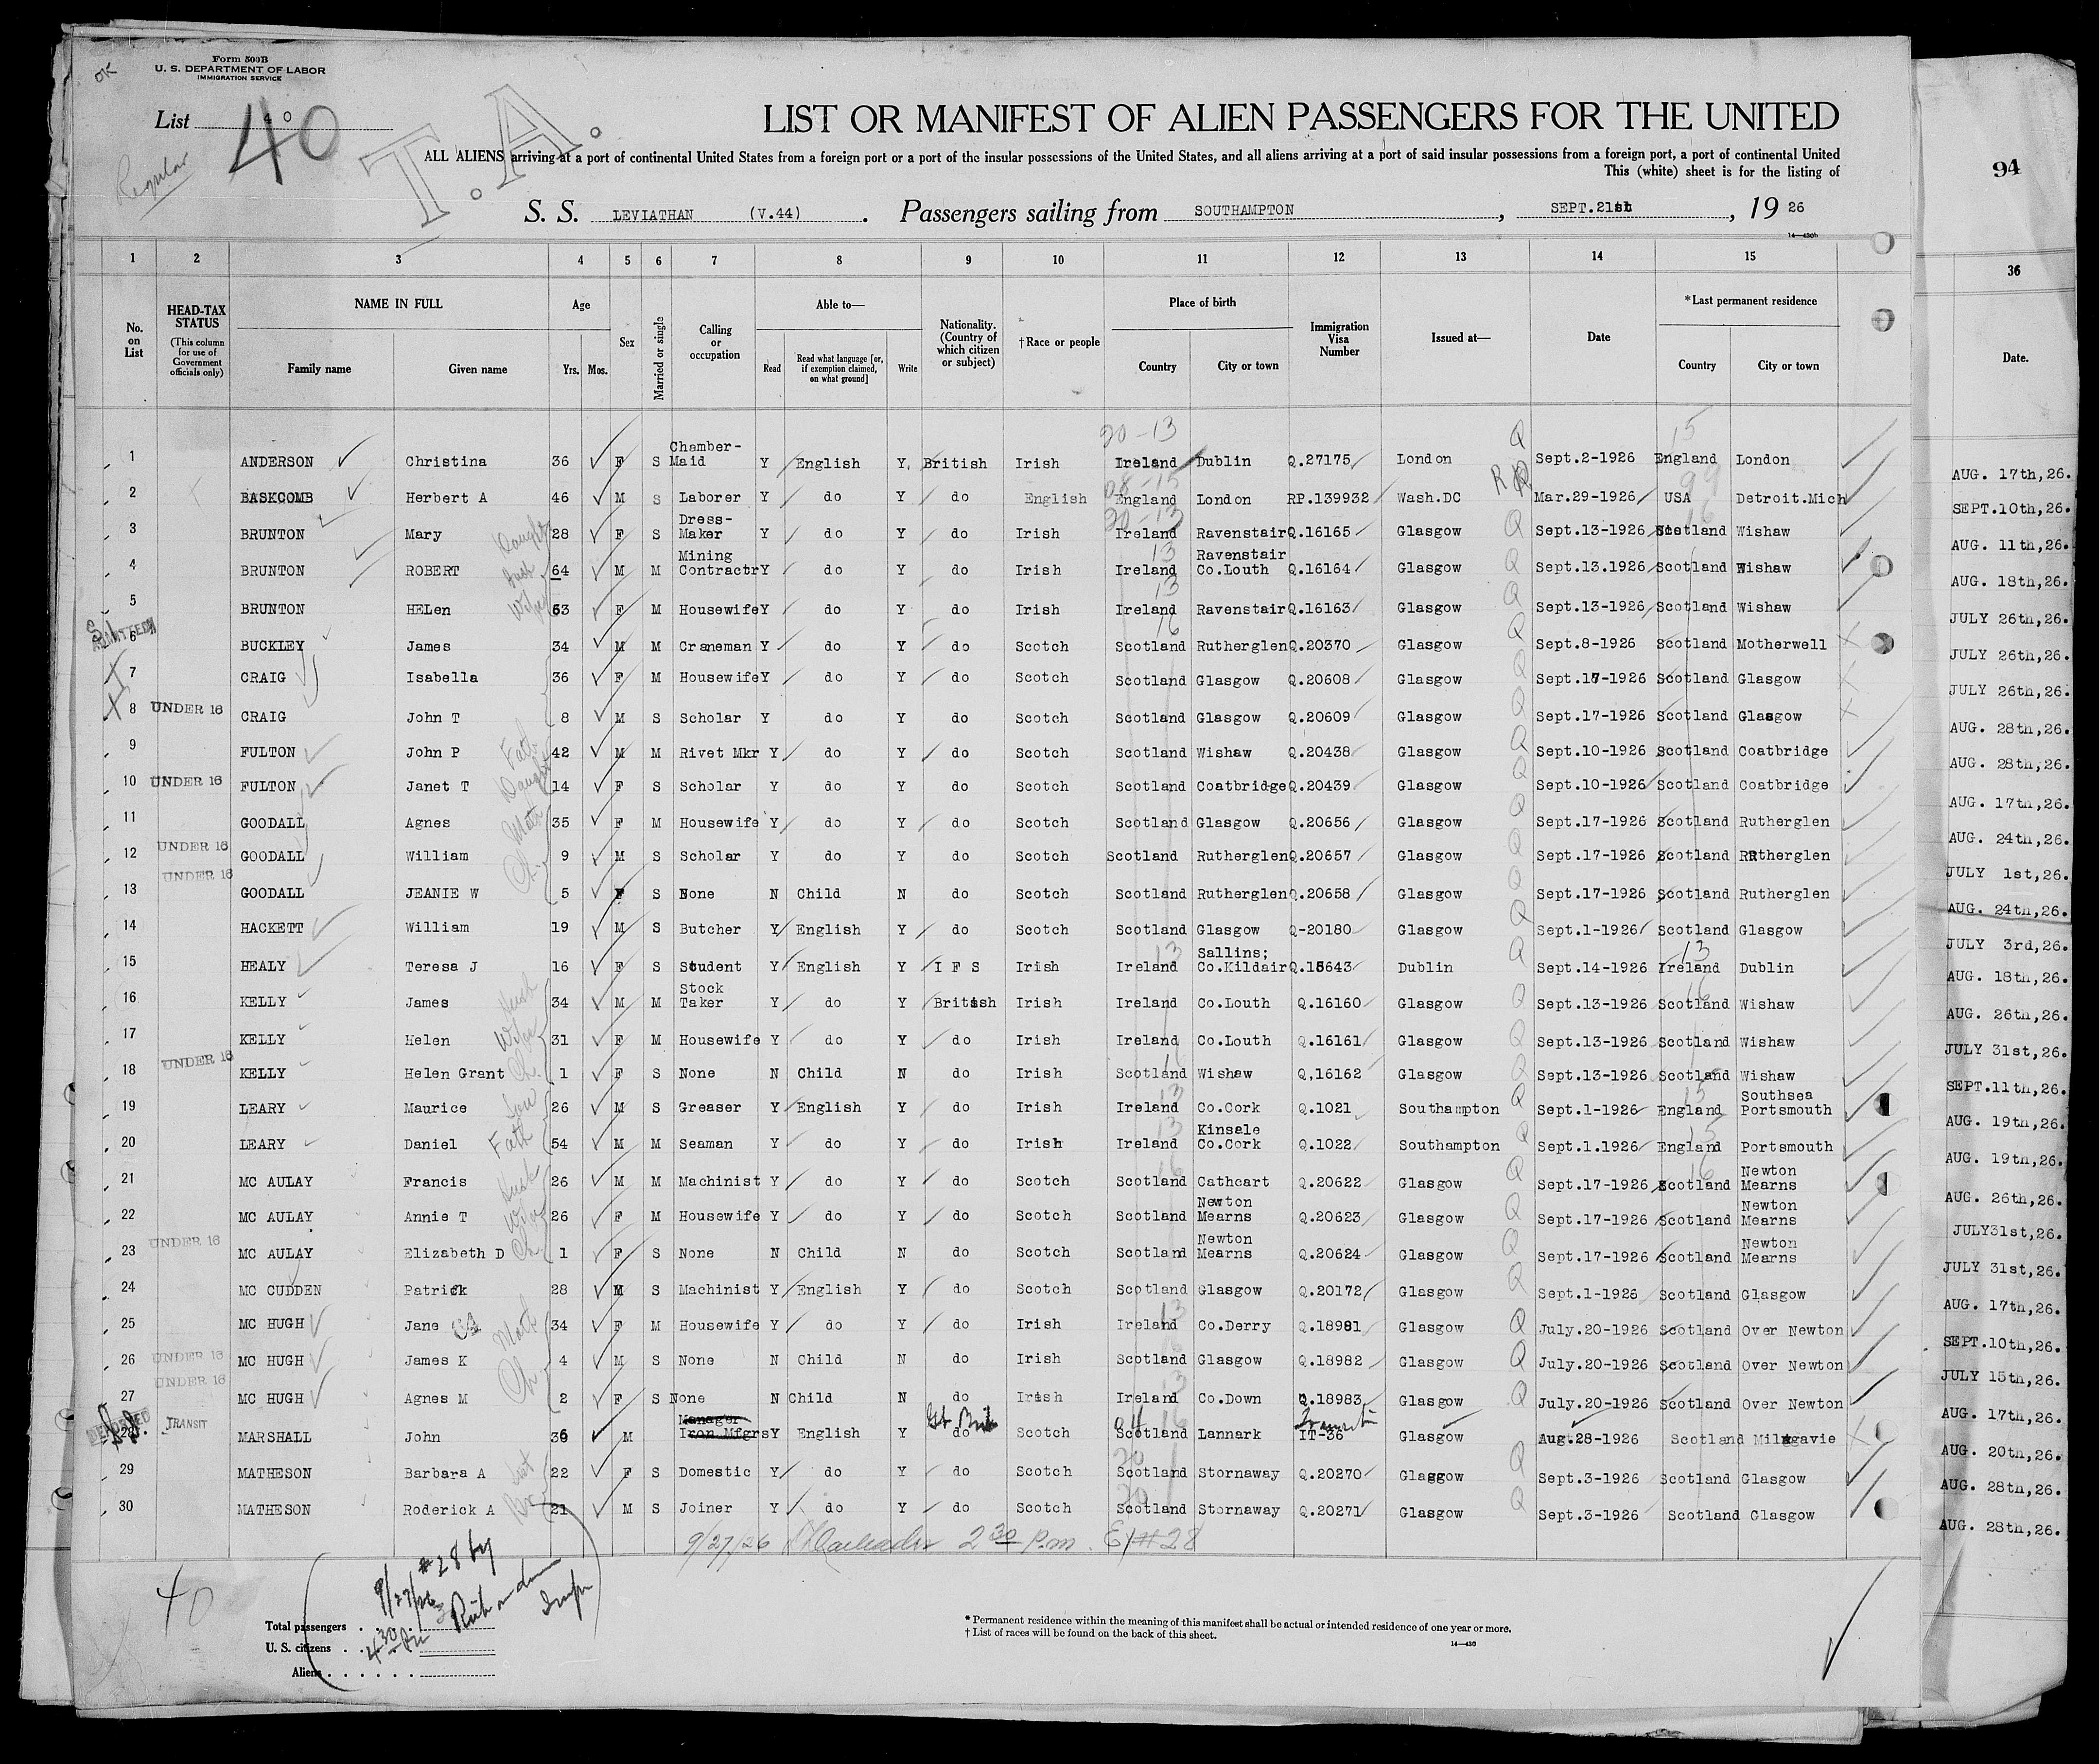 OK
Form 500B
U. S. DEPARTMENT OF LABOR
IMMIGRATION SERVICE
List 40
40
Regular
T.A.
LIST OR MANIFEST OF ALIEN PASSENGERS FOR THE UNITED
ALL ALIENS arriving at a port of continental United States from a foreign port or a port of the insular possessions of the United States, and all aliens arriving at a port of said insular possessions from a foreign port, a port of continental United
This (white) sheet is for the listing of
S. S. LEVIATHAN (V.44) . Passengers sailing from SOUTHAMPTON , SEPT.21st , 19 26
14—430b
94
1 2 3 4 5 6 7 8 9 10 11 12 13 14 15
36
No. on List
HEAD-TAX STATUS (This column for use of Government officials only)
NAME IN FULL
Family name Given name
Age
Yrs. Mos.
Sex
Married or single
Calling or occupation
Able to—
Read Read what language [or, if exemption claimed, on what ground] Write
Nationality. (Country of which citizen or subject)
†Race or people
Place of birth
Country City or town
Immigration Visa Number
Issued at—
Date
*Last permanent residence
Country City or town
Date.
20-13 15
1 ANDERSON Christina 36 F S Chamber-Maid Y English Y British Irish Ireland Dublin Q.27175 London Sept.2-1926 England London
2 BASKCOMB Herbert A 46 M S Laborer Y do Y do English England London RP.139932 Wash.DC Mar.29-1926 USA Detroit.Mich
3 BRUNTON Mary 28 F S Dress-Maker Y do Y do Irish Ireland Ravenstair Q.16165 Glasgow Sept.13-1926 Scotland Wishaw
4 BRUNTON ROBERT 64 M M Mining Contractr Y do Y do Irish Ireland Ravenstair Co.Louth Q.16164 Glasgow Sept.13.1926 Scotland Wishaw
5 BRUNTON HELen 63 F M Housewife Y do Y do Irish Ireland Ravenstair Q.16163 Glasgow Sept.13-1926 Scotland Wishaw
6 BUCKLEY James 34 M M Craneman Y do Y do Scotch Scotland Rutherglen Q.20370 Glasgow Sept.8-1926 Scotland Motherwell
7 CRAIG Isabella 36 F M Housewife Y do Y do Scotch Scotland Glasgow Q.20608 Glasgow Sept.17-1926 Scotland Glasgow
8 UNDER 16 CRAIG John T 8 M S Scholar Y do Y do Scotch Scotland Glasgow Q.20609 Glasgow Sept.17-1926 Scotland Glasgow
9 FULTON John P 42 M M Rivet Mkr Y do Y do Scotch Scotland Wishaw Q.20438 Glasgow Sept.10-1926 Scotland Coatbridge
10 UNDER 16 FULTON Janet T 14 F S Scholar Y do Y do Scotch Scotland Coatbridge Q.20439 Glasgow Sept.10-1926 Scotland Coatbridge
11 GOODALL Agnes 35 F M Housewife Y do Y do Scotch Scotland Glasgow Q.20656 Glasgow Sept.17-1926 Scotland Rutherglen
12 UNDER 16 GOODALL William 9 M S Scholar Y do Y do Scotch Scotland Rutherglen Q.20657 Glasgow Sept.17-1926 Scotland RRtherglen
13 UNDER 16 GOODALL JEANIE W 5 F S None N Child N do Scotch Scotland Rutherglen Q.20658 Glasgow Sept.17-1926 Scotland Rutherglen
14 HACKETT William 19 M S Butcher Y English Y do Scotch Scotland Glasgow Q-20180 Glasgow Sept.1-1926 Scotland Glasgow
15 HEALY Teresa J 16 F S Student Y English Y I F S Irish Ireland Sallins; Co.Kildair Q.15643 Dublin Sept.14-1926 Ireland Dublin
16 KELLY James 34 M M Stock Taker Y do Y British Irish Ireland Co.Louth Q.16160 Glasgow Sept.13-1926 Scotland Wishaw
17 KELLY Helen 31 F M Housewife Y do Y do Irish Ireland Co.Louth Q.16161 Glasgow Sept.13-1926 Scotland Wishaw
18 UNDER 16 KELLY Helen Grant 1 F S None N Child N do Irish Scotland Wishaw Q,16162 Glasgow Sept.13-1926 Scotland Wishaw
19 LEARY Maurice 26 M S Greaser Y English Y do Irish Ireland Co.Cork Q.1021 Southampton Sept.1-1926 England Southsea Portsmouth
20 LEARY Daniel 54 M M Seaman Y do Y do Irish Ireland Kinsale Co.Cork Q.1022 Southampton Sept.1.1926 England Portsmouth
21 MC AULAY Francis 26 M M Machinist Y do Y do Scotch Scotland Cathcart Q.20622 Glasgow Sept.17-1926 Scotland Newton Mearns
22 MC AULAY Annie T 26 F M Housewife Y do Y do Scotch Scotland Newton Mearns Q.20623 Glasgow Sept.17-1926 Scotland Newton Mearns
23 UNDER 16 MC AULAY Elizabeth D 1 F S None N Child N do Scotch Scotland Newton Mearns Q.20624 Glasgow Sept.17-1926 Scotland Newton Mearns
24 MC CUDDEN Patrick 28 M S Machinist Y English Y do Scotch Scotland Glasgow Q.20172 Glasgow Sept.1-1926 Scotland Glasgow
25 MC HUGH Jane 34 F M Housewife Y do Y do Irish Ireland Co.Derry Q.18981 Glasgow July.20-1926 Scotland Over Newton
26 UNDER 16 MC HUGH James K 4 M S None N Child N do Irish Scotland Glasgow Q.18982 Glasgow July.20-1926 Scotland Over Newton
27 UNDER 16 MC HUGH Agnes M 2 F S None N Child N do Irish Ireland Co.Down Q.18983 Glasgow July.20-1926 Scotland Over Newton
28 TRANSIT MARSHALL John 36 M Manager Iron Mfgrs Y English Y do Gt. Brit Scotch Scotland Lannark Transit IT-36 Glasgow Aug.28-1926 Scotland Milngavie
29 MATHESON Barbara A 22 F S Domestic Y do Y do Scotch Scotland Stornaway Q.20270 Glasgow Sept.3-1926 Scotland Glasgow
30 MATHESON Roderick A 21 M S Joiner Y do Y do Scotch Scotland Stornaway Q.20271 Glasgow Sept.3-1926 Scotland Glasgow
9/27/26 2 30 P.m. Ex #28
AUG. 17th,26.
SEPT.10th,26.
AUG. 11th,26.
AUG. 18th,26.
JULY 26th,26.
JULY 26th,26.
JULY 26th,26.
AUG. 28th,26.
AUG. 28th,26.
AUG. 17th,26.
AUG. 24th,26.
JULY 1st,26.
AUG. 24th,26.
JULY 3rd,26.
AUG. 18th,26.
AUG. 26th,26.
JULY 31st,26.
SEPT.11th,26.
AUG. 19th,26.
AUG. 19th,26.
AUG. 26th,26.
JULY31st,26.
JULY 31st,26.
AUG. 17th,26.
SEPT.10th,26.
JULY 15th,26.
AUG. 17th,26.
AUG. 20th,26.
AUG. 28th,26.
AUG. 28th,26.
40
#28 by
9/27/26
4 30
Total passengers . . .
U. S. citizens . . .
Aliens . . . . . .
* Permanent residence within the meaning of this manifest shall be actual or intended residence of one year or more.
† List of races will be found on the back of this sheet.
14—430